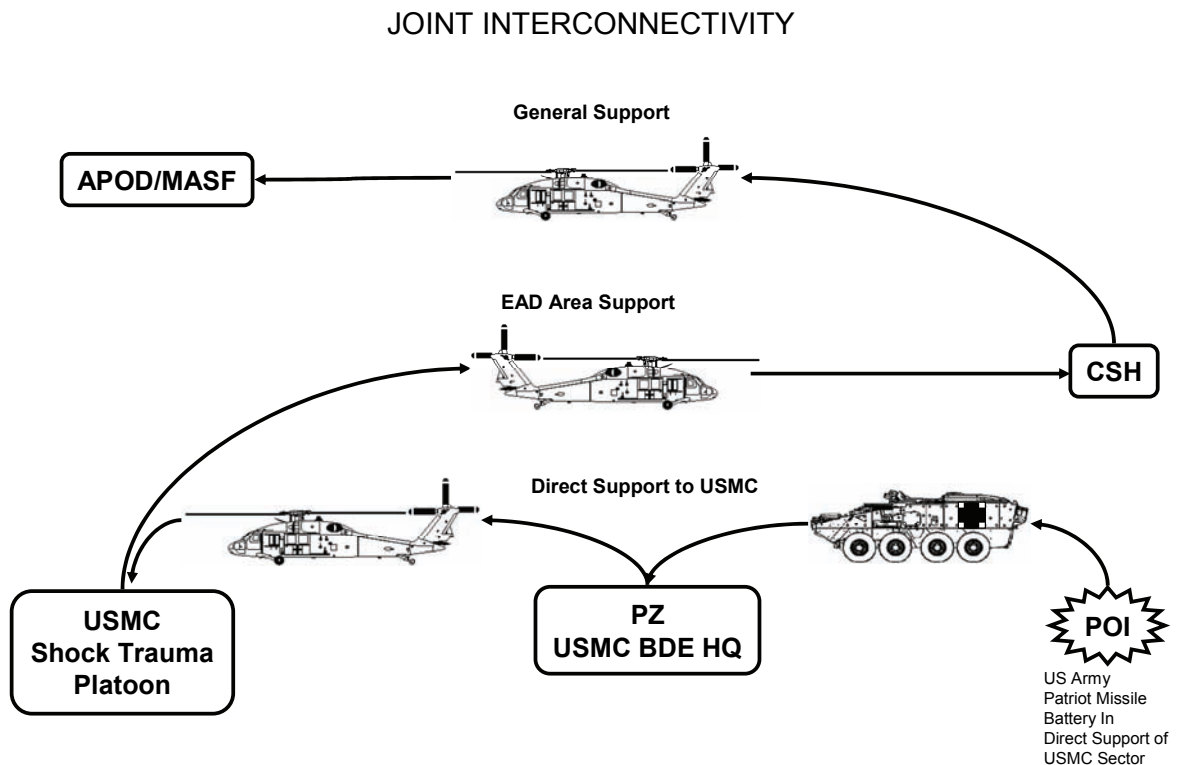 JOINT INTERCONNECTIVITY
General Support
APOD/MASF
EAD Area Support
CSH
Direct Support to USMC
USMC
Shock Trauma
Platoon
PZ
USMC BDE HQ
POI
US Army
Patriot Missile
Battery In
Direct Support of
USMC Sector